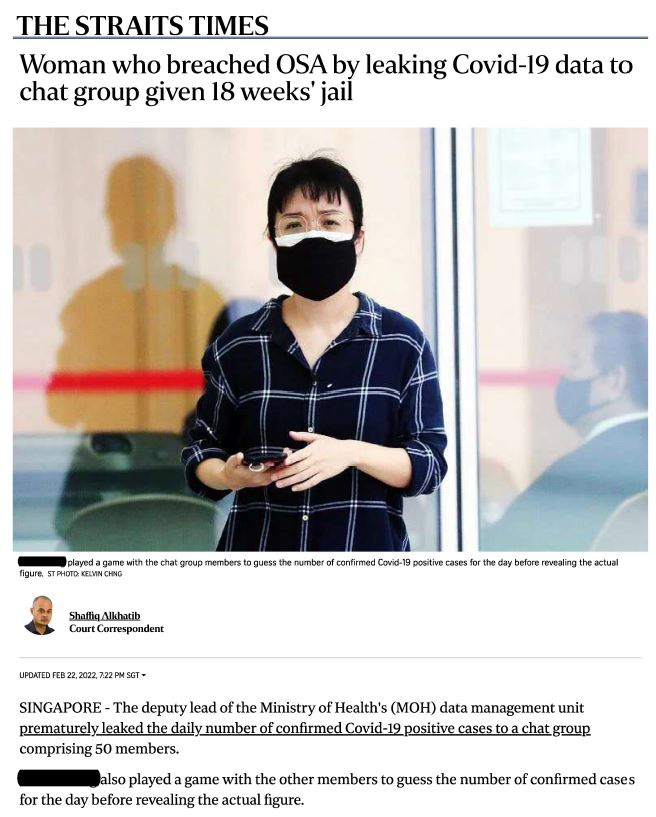 THE STRAITS TIMES
Woman who breached OSA by leaking Covid-19 data to
chat group given 18 weeks' jail
played a game with the chat group members to guess the number of confirmed Covid-19 positive cases for the day before revealing the actual
figure. ST PHOTO: KELVIN CHNG
Shaffiq Alkhatib
Court Correspondent
UPDATED FEB 22, 2022, 7:22 PM SGT
SINGAPORE - The deputy lead of the Ministry of Health's (MOH) data management unit
prematurely leaked the daily number of confirmed Covid-19 positive cases to a chat group
comprising 50 members.
also played a game with the other members to guess the number of confirmed cases
for the day before revealing the actual figure.